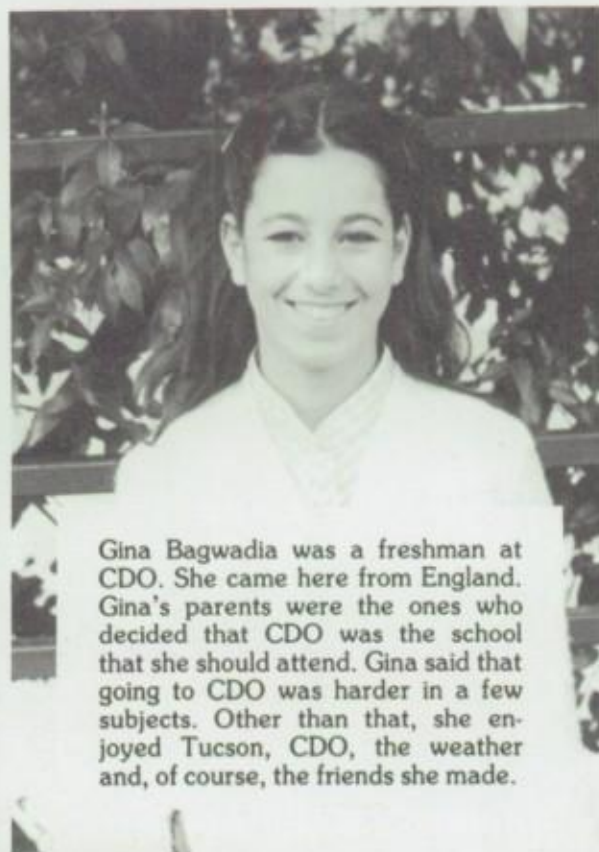 Gina Bagwadia was a freshman at
CDO. She came here from England.
Gina's parents were the ones who
decided that CDO was the school
that she should attend. Gina said that
going to CDO was harder in a few
subjects. Other than that, she en-
joyed Tucson, CDO, the weather
and, of course, the friends she made.